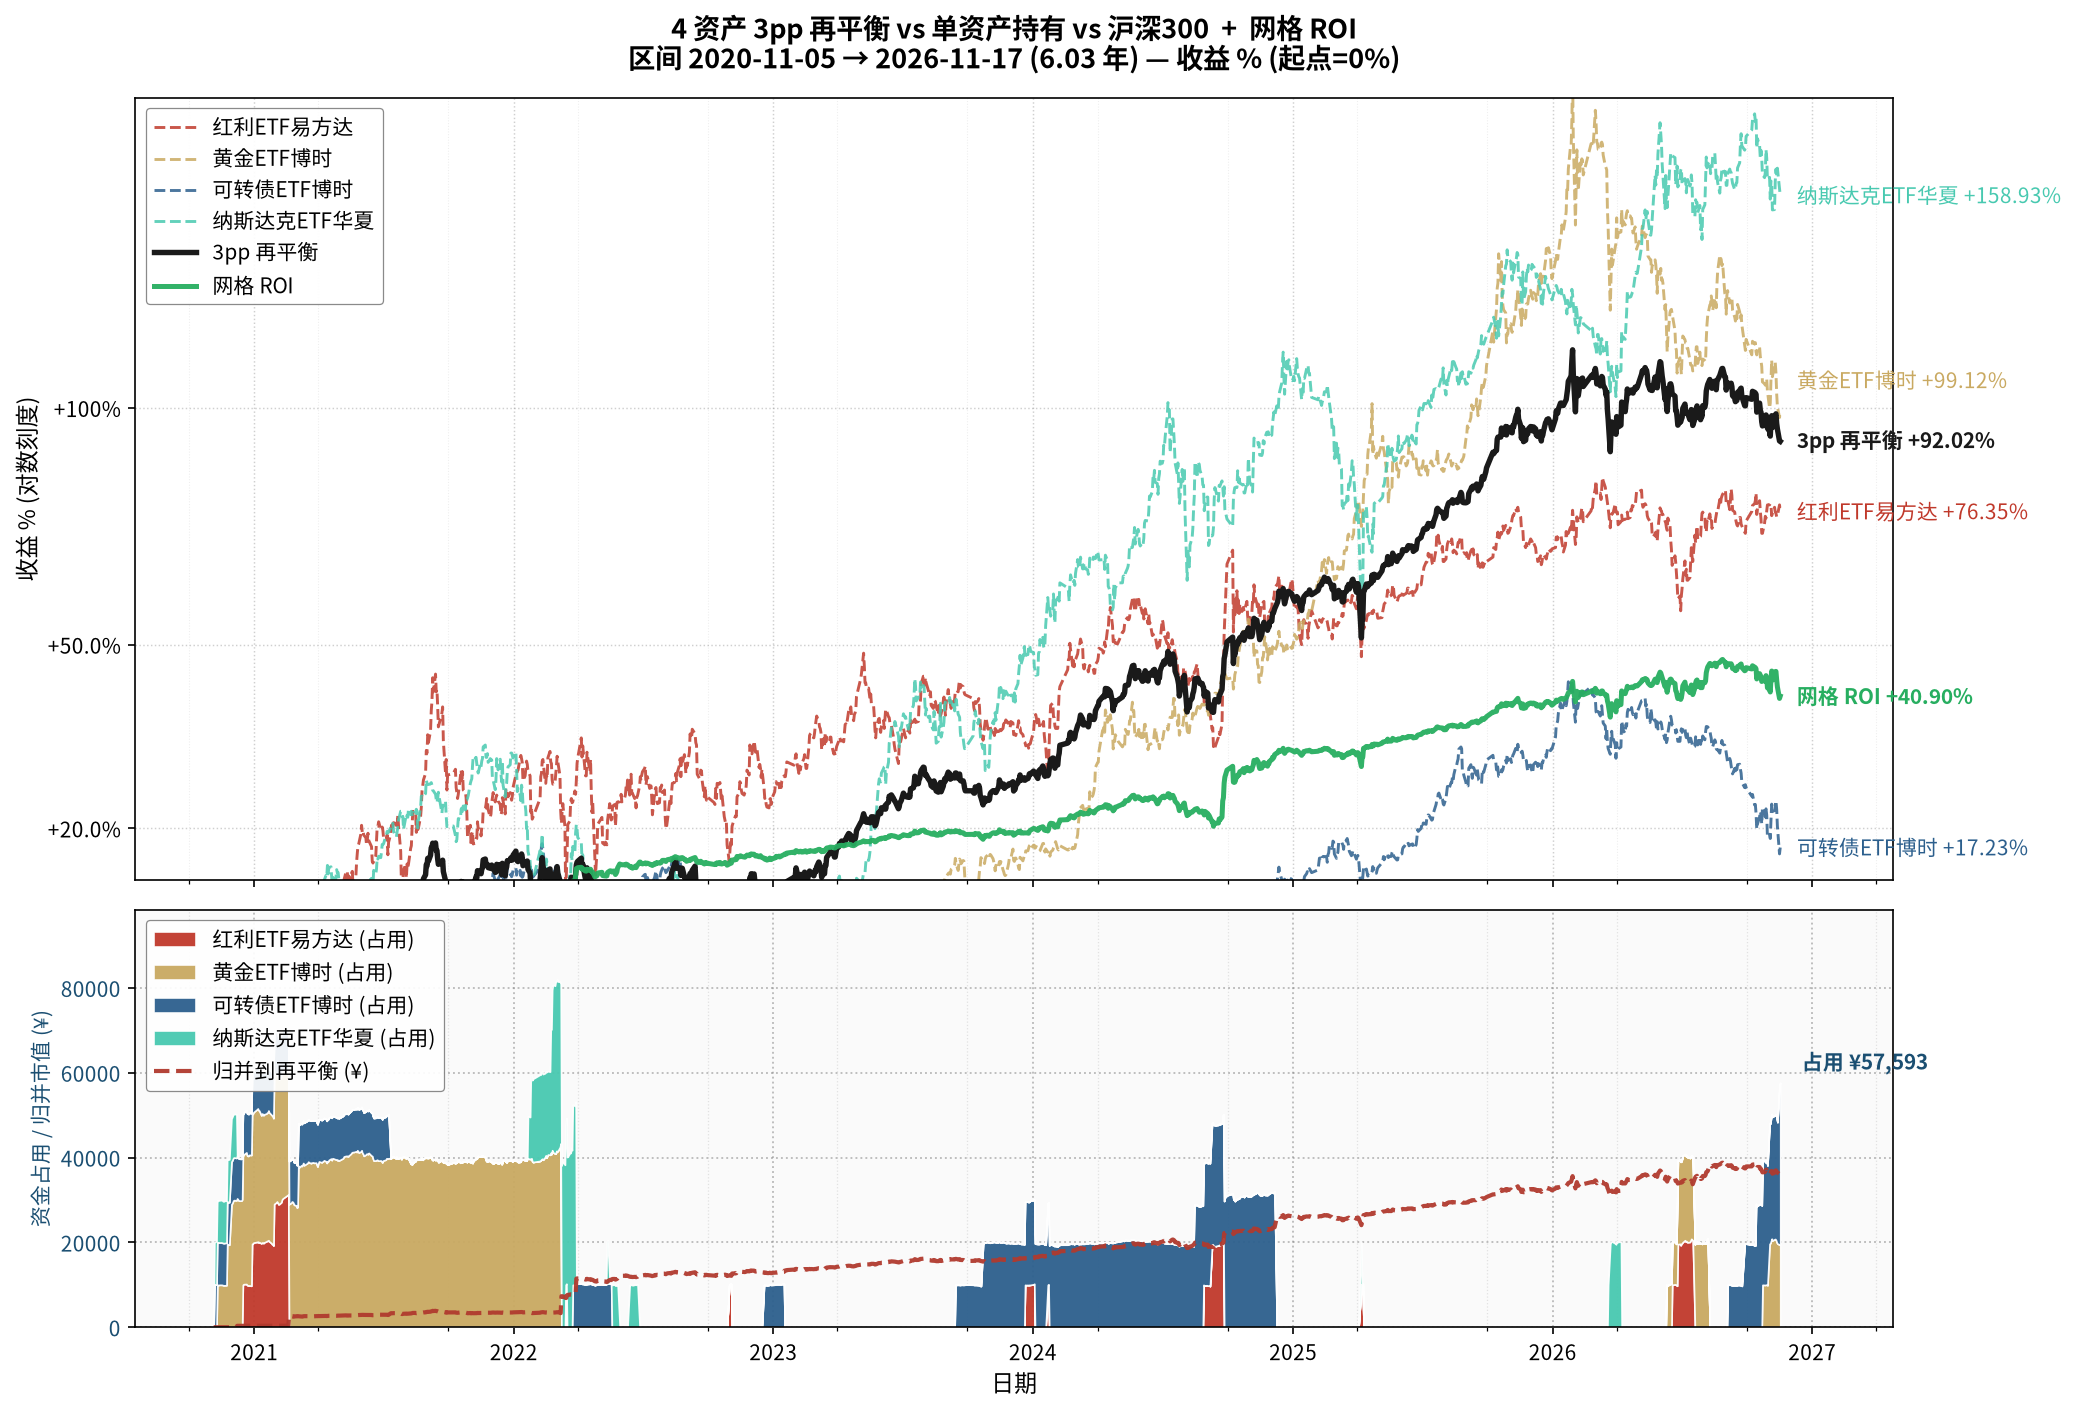 4 资产 3pp 再平衡 vs 单资产持有 vs 沪深300 + 网格 ROI
区间 2020-11-05 → 2026-11-17 (6.03 年) — 收益 % (起点=0%)
红利ETF易方达
黄金ETF博时
可转债ETF博时
纳斯达克ETF华夏
3pp 再平衡
网格 ROI
收益 % (对数刻度)
+100%
+50.0%
+20.0%
纳斯达克ETF华夏 +158.93%
黄金ETF博时 +99.12%
3pp 再平衡 +92.02%
红利ETF易方达 +76.35%
网格 ROI +40.90%
可转债ETF博时 +17.23%
红利ETF易方达 (占用)
黄金ETF博时 (占用)
可转债ETF博时 (占用)
纳斯达克ETF华夏 (占用)
归并到再平衡 (¥)
资金占用 / 归并市值 (¥)
80000
60000
40000
20000
0
占用 ¥57,593
2021
2022
2023
2024
2025
2026
2027
日期